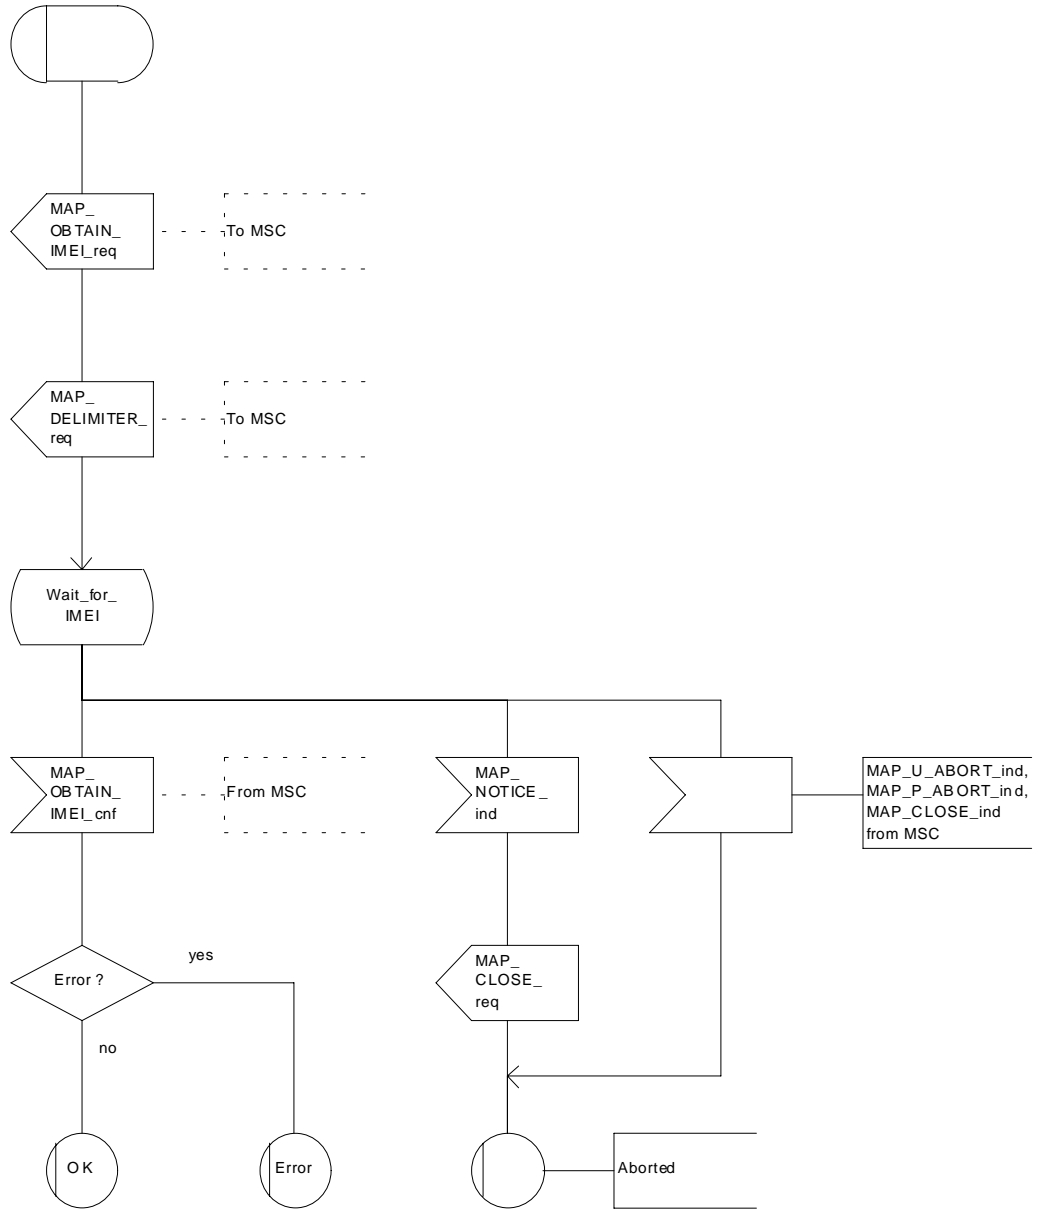 MAP_
OBTAIN_
IMEI_req
To MSC
MAP_
DELIMITER_
req
To MSC
Wait_for_
IMEI
MAP_
OBTAIN_
IMEI_cnf
From MSC
MAP_
NOTICE_
ind
MAP_U_ABORT_ind,
MAP_P_ABORT_ind,
MAP_CLOSE_ind
from MSC
Error ?
yes
no
MAP_
CLOSE_
req
OK
Error
Aborted